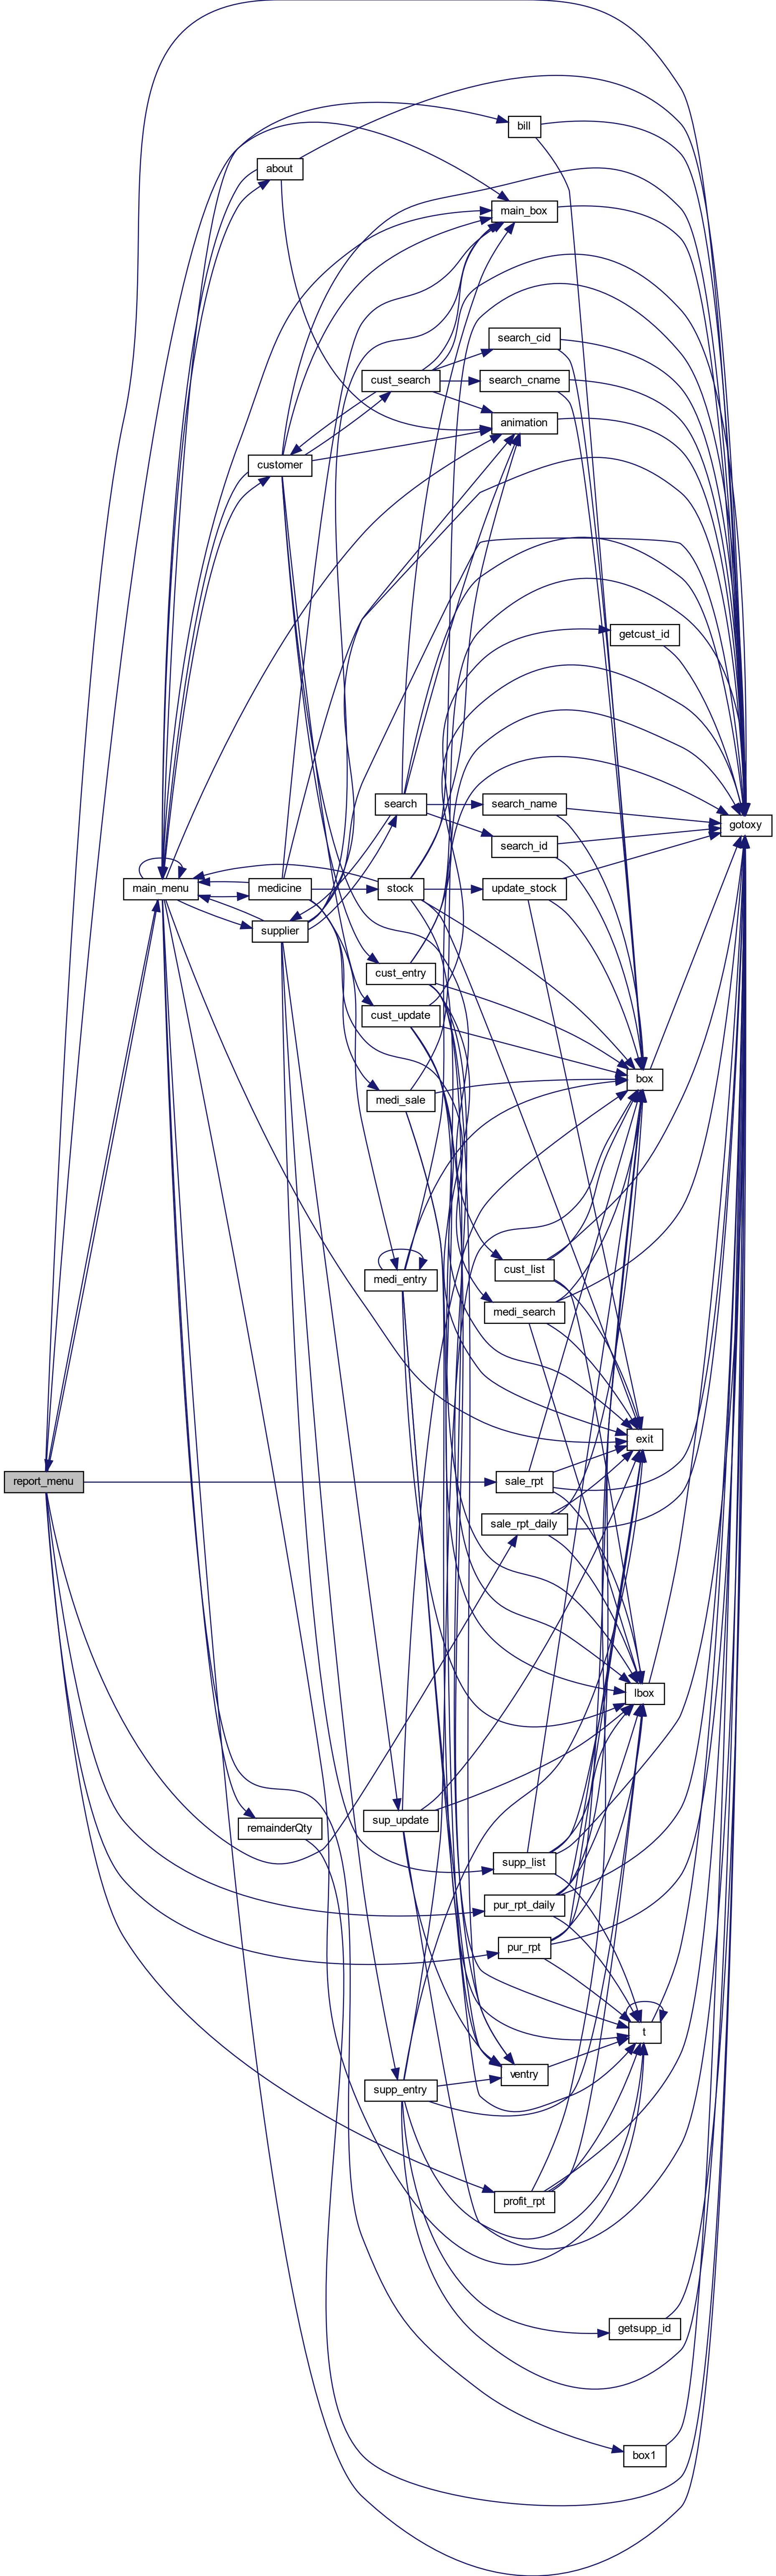 bill
about
main_box
search_cid
cust_search
search_cname
animation
customer
getcust_id
search
search_name
gotoxy
search_id
main_menu
medicine
stock
update_stock
supplier
cust_entry
cust_update
box
medi_sale
cust_list
medi_entry
medi_search
exit
report_menu
sale_rpt
sale_rpt_daily
lbox
sup_update
remainderQty
supp_list
pur_rpt_daily
pur_rpt
t
ventry
supp_entry
profit_rpt
getsupp_id
box1